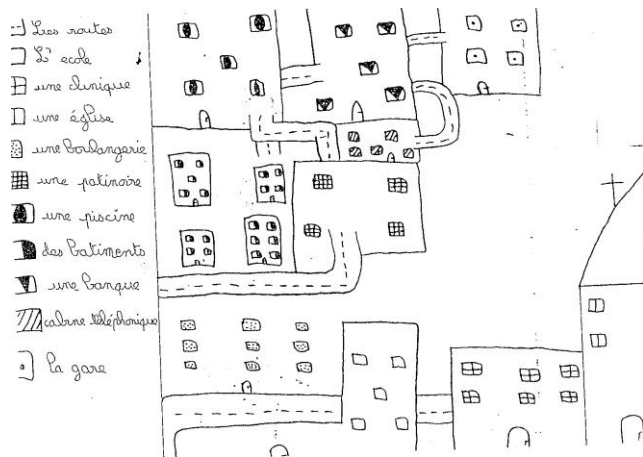 Les routes
L'ecole
une clinique
une église
une boulangerie
une patinoire
une piscine
des batiments
une banque
cabine téléphonique
la gare